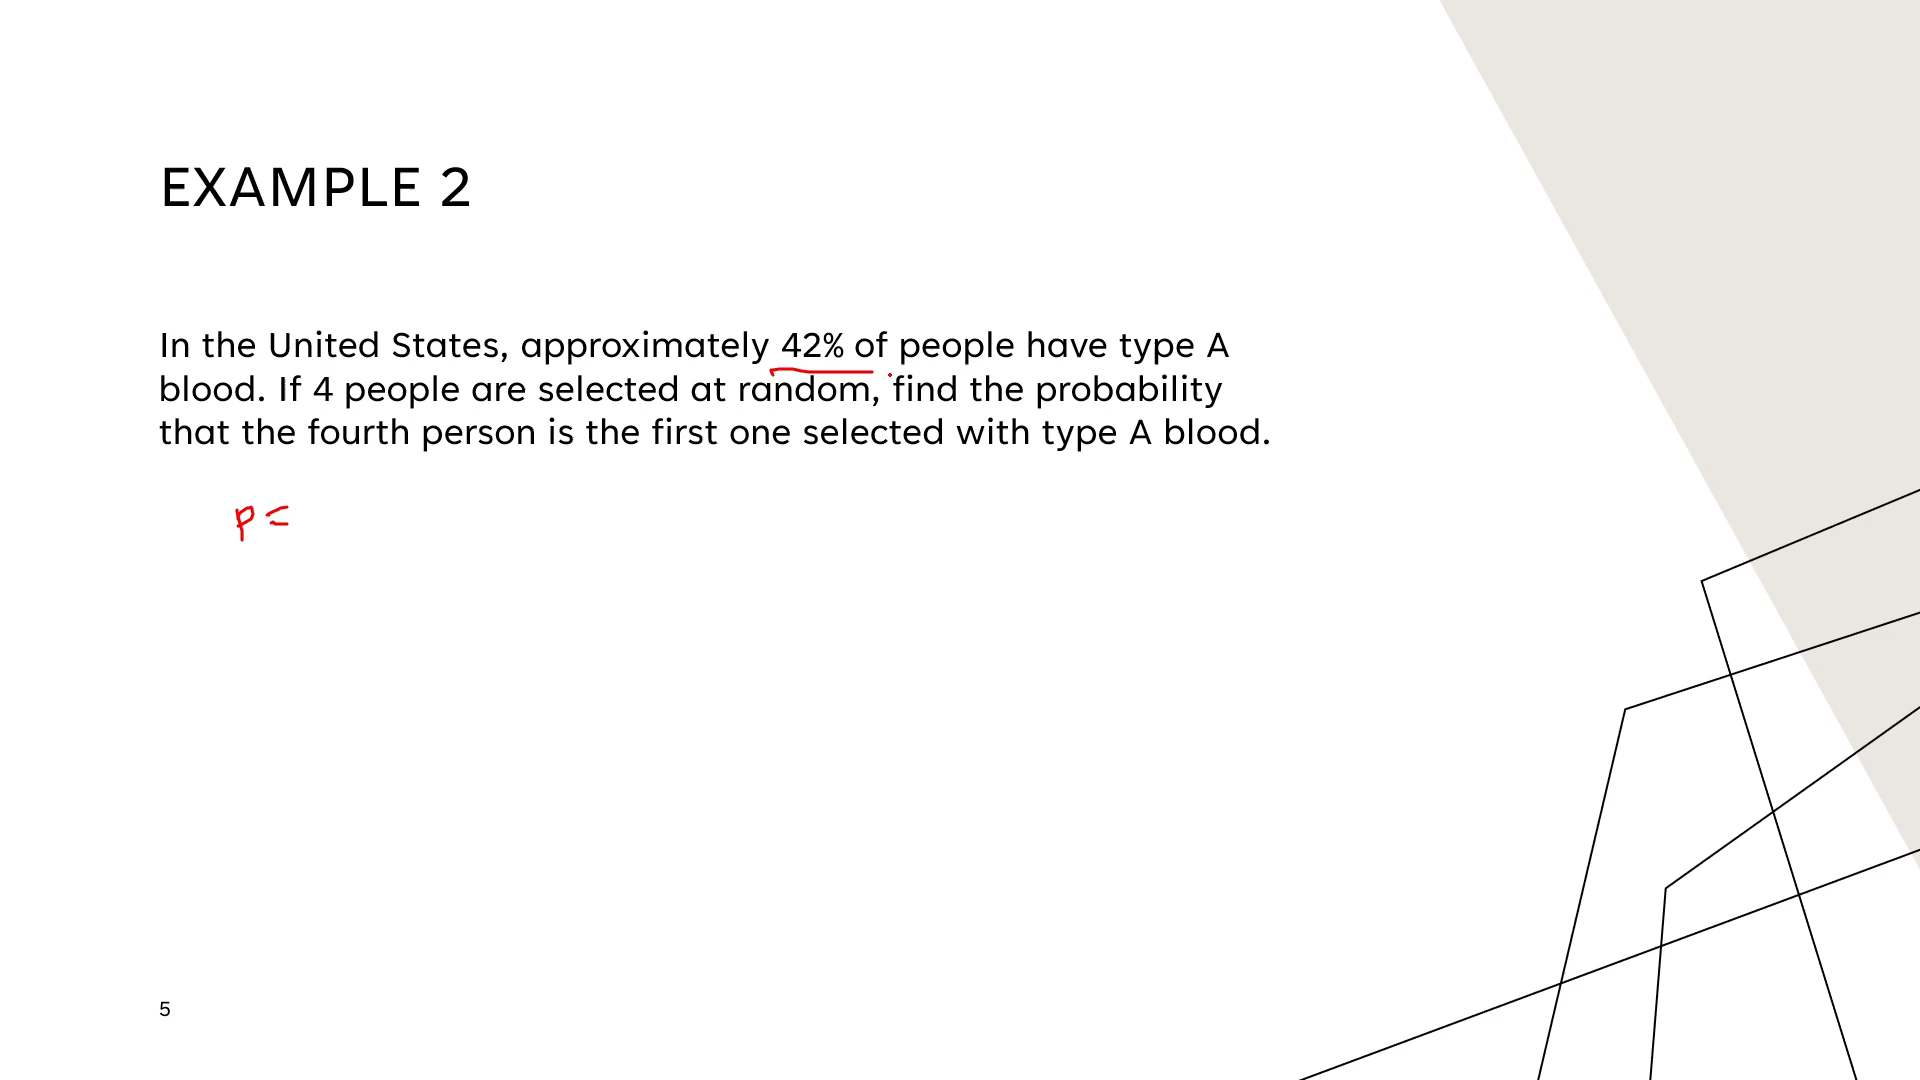 EXAMPLE 2
In the United States, approximately 42% of people have type A
blood. If 4 people are selected at random, find the probability
that the fourth person is the first one selected with type A blood.
p =
5